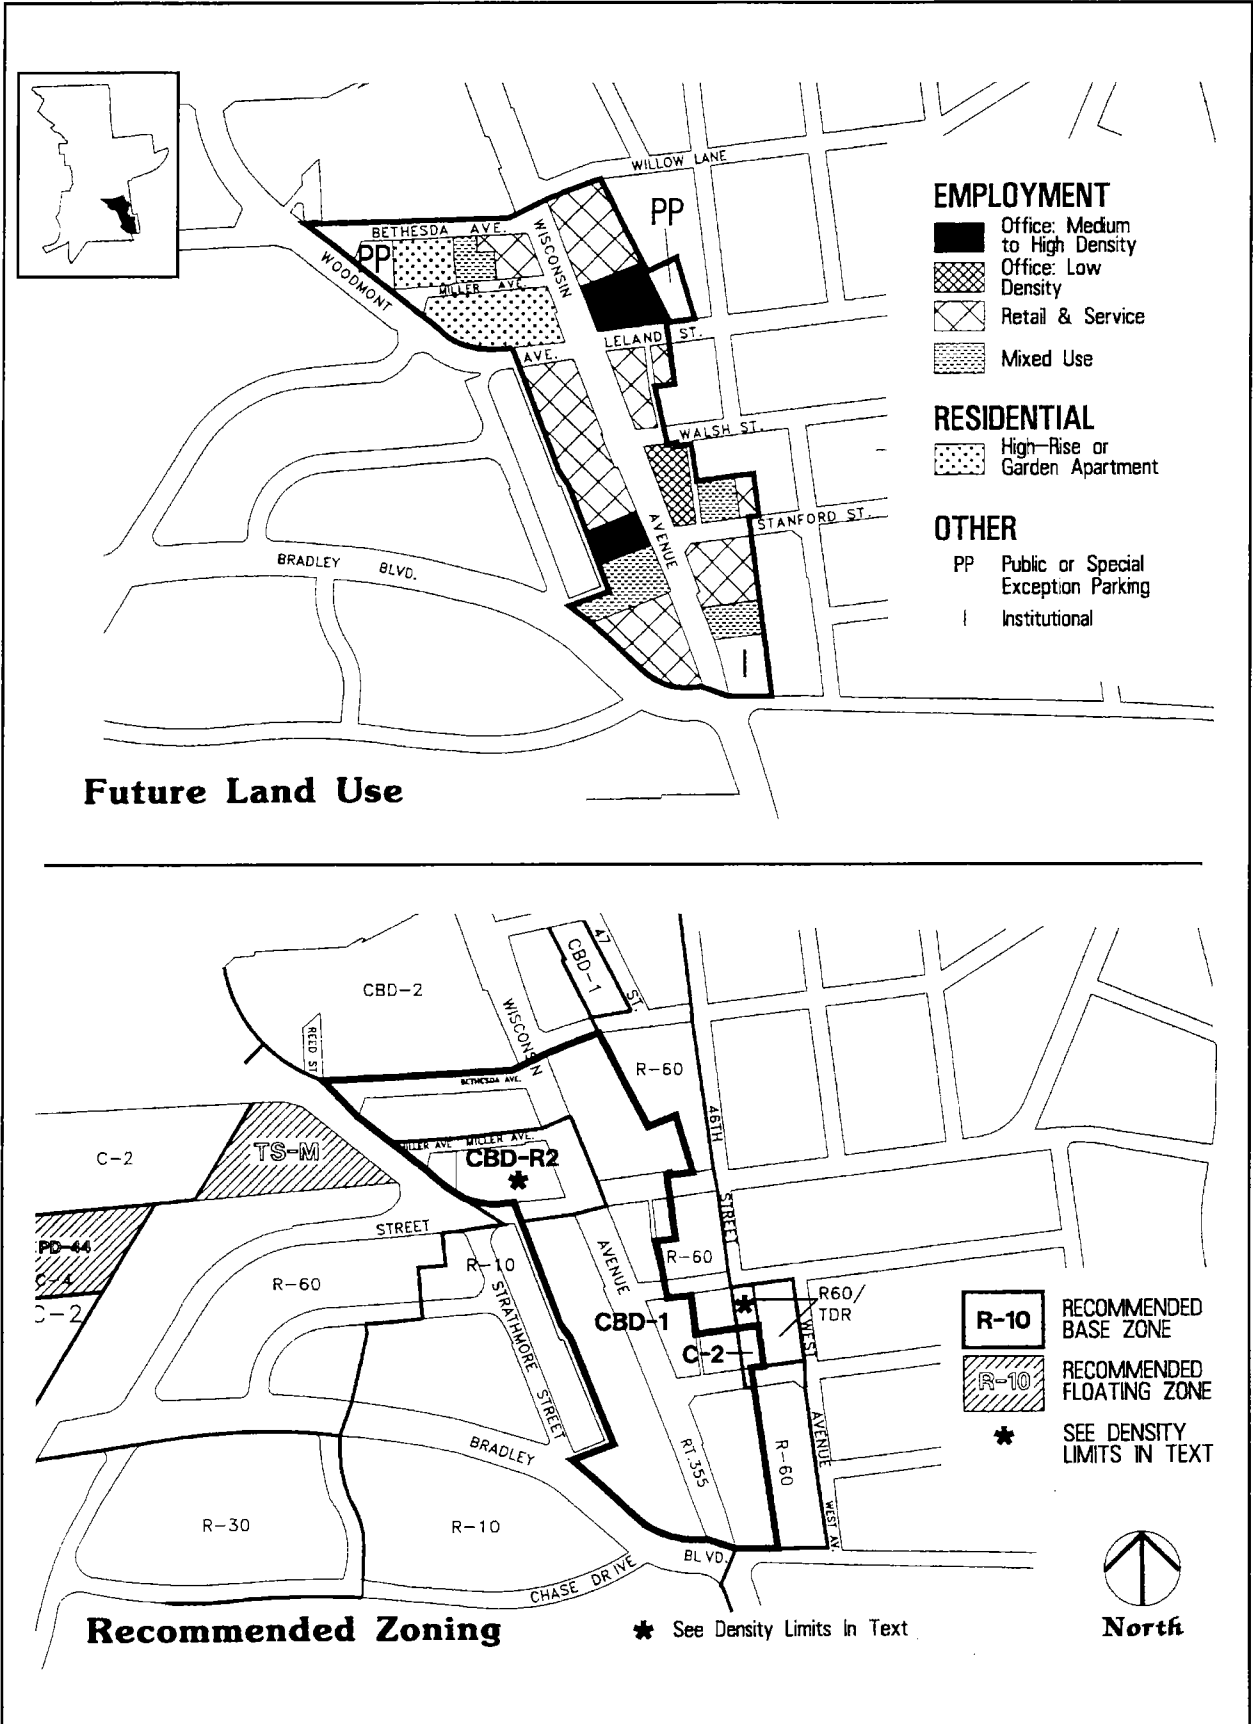 WILLOW LANE
PP
BETHESDA AVE.
WISCONSIN
PP
WOODMONT
MILLER AVE.
LELAND ST.
AVE.
WALSH ST.
AVENUE
STANFORD ST.
BRADLEY BLVD.
I
EMPLOYMENT
Office: Medium
to High Density
Office: Low
Density
Retail & Service
Mixed Use
RESIDENTIAL
High-Rise or
Garden Apartment
OTHER
PP Public or Special
Exception Parking
I Institutional
Future Land Use
CBD-2
CBD-1
47
ST.
WISCONSIN
REED ST.
R-60
BETHESDA AVE.
46TH
STREET
MILLER AVE. MILLER AVE.
C-2
TS-M
CBD-R2
*
STREET
PD-44
C-4
C-2
R-60
R-10
STRATHMORE STREET
AVENUE
R-60
CBD-1
*
R60/
TDR
WEST
C-2
AVENUE
BRADLEY
RT.355
R-60
WEST AV.
R-30
R-10
CHASE DRIVE
BLVD.
R-10 RECOMMENDED
BASE ZONE
R-10 RECOMMENDED
FLOATING ZONE
* SEE DENSITY
LIMITS IN TEXT
Recommended Zoning
* See Density Limits In Text
North